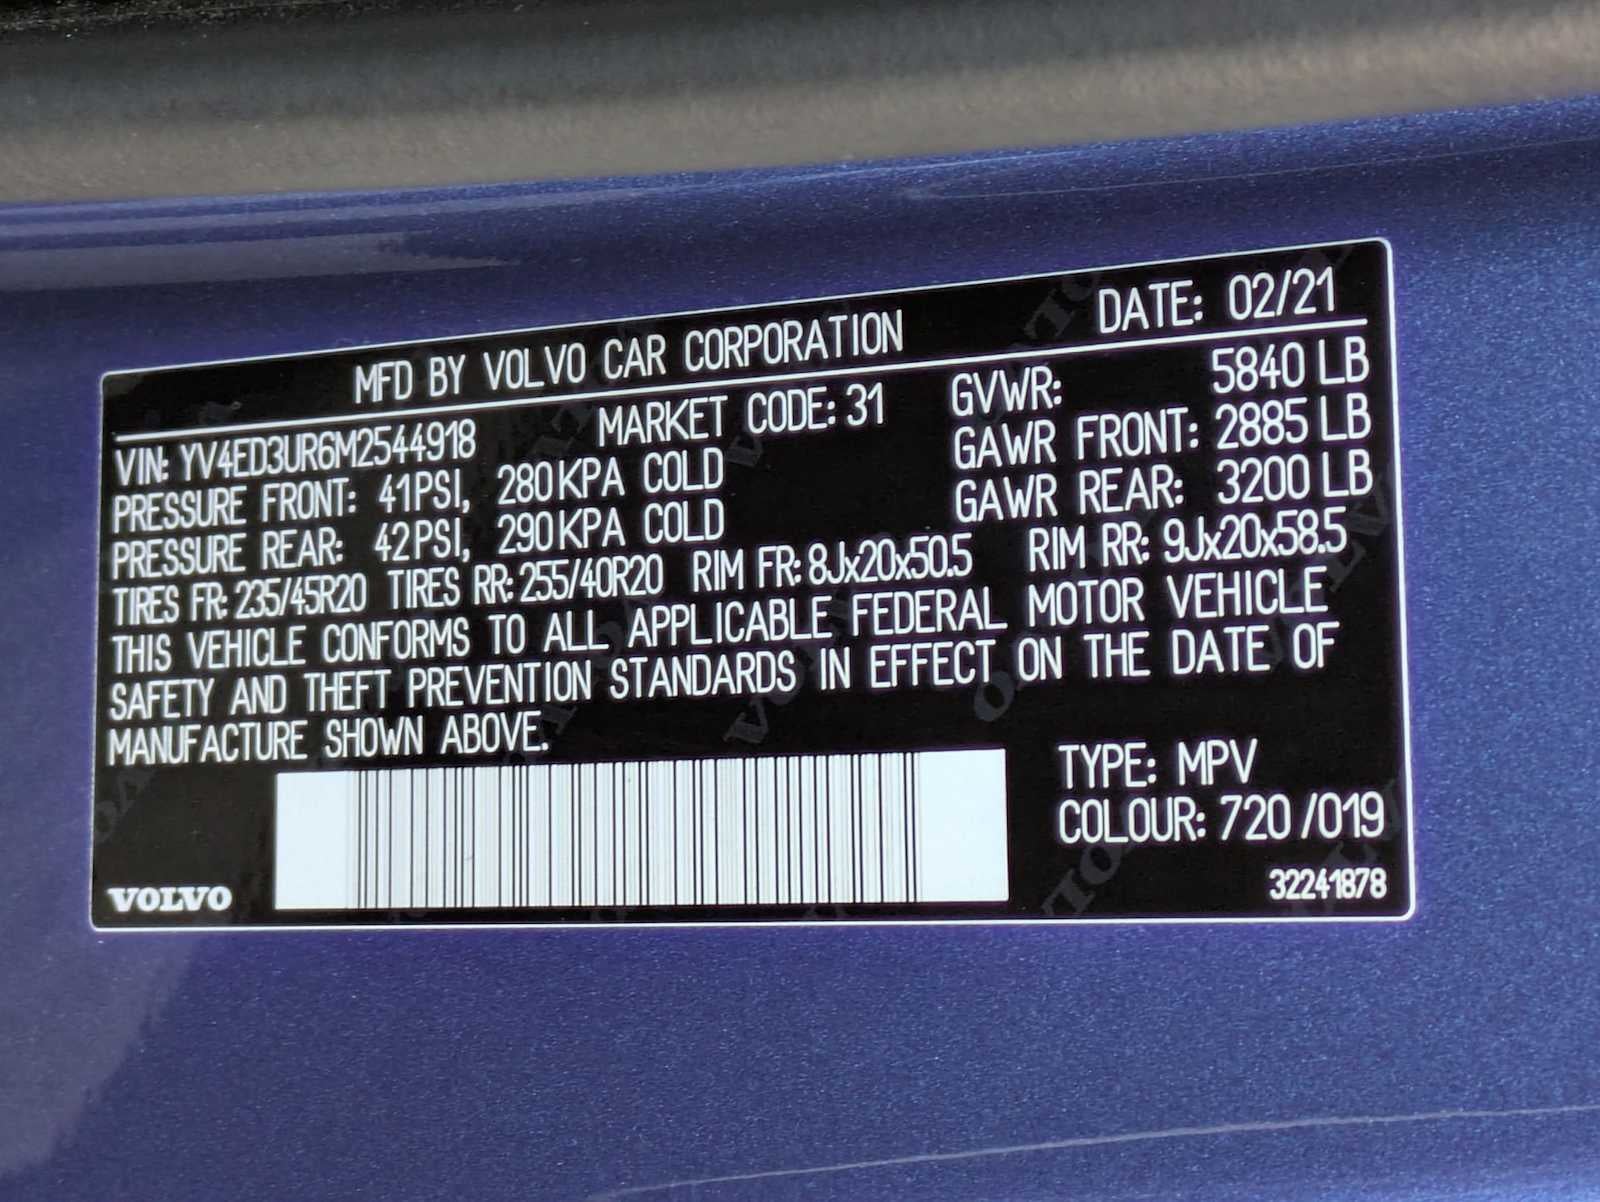 MFD BY VOLVO CAR CORPORATION DATE: 02/21
VIN: YV4ED3UR6M2544918 MARKET CODE: 31 GVWR: 5840 LB
PRESSURE FRONT: 41PSI, 280KPA COLD GAWR FRONT: 2885 LB
PRESSURE REAR: 42PSI, 290KPA COLD GAWR REAR: 3200 LB
TIRES FR: 235/45R20 TIRES RR: 255/40R20 RIM FR: 8Jx20x50.5 RIM RR: 9Jx20x58.5
THIS VEHICLE CONFORMS TO ALL APPLICABLE FEDERAL MOTOR VEHICLE
SAFETY AND THEFT PREVENTION STANDARDS IN EFFECT ON THE DATE OF
MANUFACTURE SHOWN ABOVE.
TYPE: MPV
COLOUR: 720 /019
VOLVO
32241878